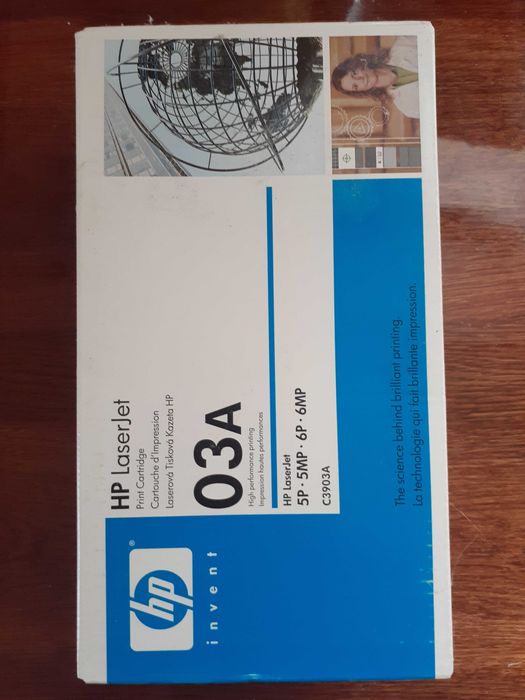 HP LaserJet
Print Cartridge
Cartouche d'Impression
Laserová Tisková Kazeta HP
03A
High performance printing
Impression hautes performances
HP LaserJet
5P · 5MP · 6P · 6MP
C3903A
The science behind brilliant printing.
La technologie qui fait brillante impression.
hp
®
invent